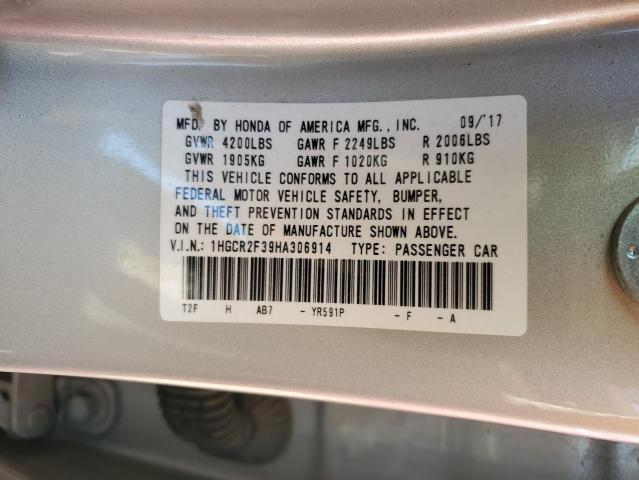 MFD. BY HONDA OF AMERICA MFG., INC. 09/'17
GVWR 4200LBS GAWR F 2249LBS R 2006LBS
GVWR 1905KG GAWR F 1020KG R 910KG
THIS VEHICLE CONFORMS TO ALL APPLICABLE
FEDERAL MOTOR VEHICLE SAFETY, BUMPER,
AND THEFT PREVENTION STANDARDS IN EFFECT
ON THE DATE OF MANUFACTURE SHOWN ABOVE.
V.I.N.: 1HGCR2F39HA306914 TYPE: PASSENGER CAR
T2F H AB7 - YR591P - F - A